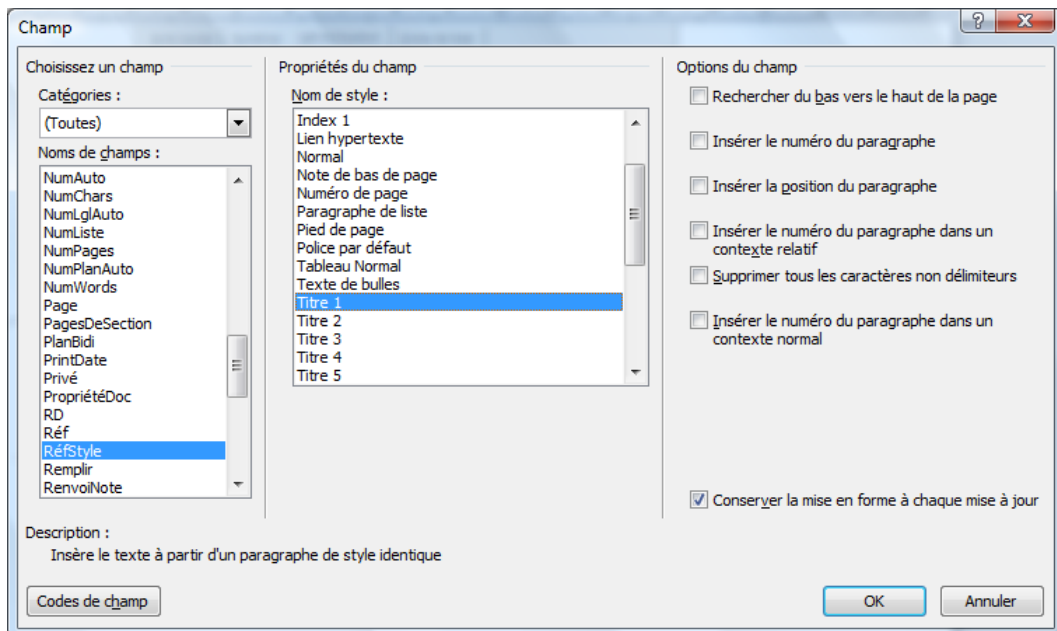 Champ
Choisissez un champ
Catégories :
(Toutes)
Noms de champs :
NumAuto
NumChars
NumLglAuto
NumListe
NumPages
NumPlanAuto
NumWords
Page
PagesDeSection
PlanBidi
PrintDate
Privé
PropriétéDoc
RD
Réf
RéfStyle
Remplir
RenvoiNote
Propriétés du champ
Nom de style :
Index 1
Lien hypertexte
Normal
Note de bas de page
Numéro de page
Paragraphe de liste
Pied de page
Police par défaut
Tableau Normal
Texte de bulles
Titre 1
Titre 2
Titre 3
Titre 4
Titre 5
Options du champ
Rechercher du bas vers le haut de la page
Insérer le numéro du paragraphe
Insérer la position du paragraphe
Insérer le numéro du paragraphe dans un
contexte relatif
Supprimer tous les caractères non délimiteurs
Insérer le numéro du paragraphe dans un
contexte normal
Conserver la mise en forme à chaque mise à jour
Description :
Insère le texte à partir d'un paragraphe de style identique
Codes de champ
OK
Annuler